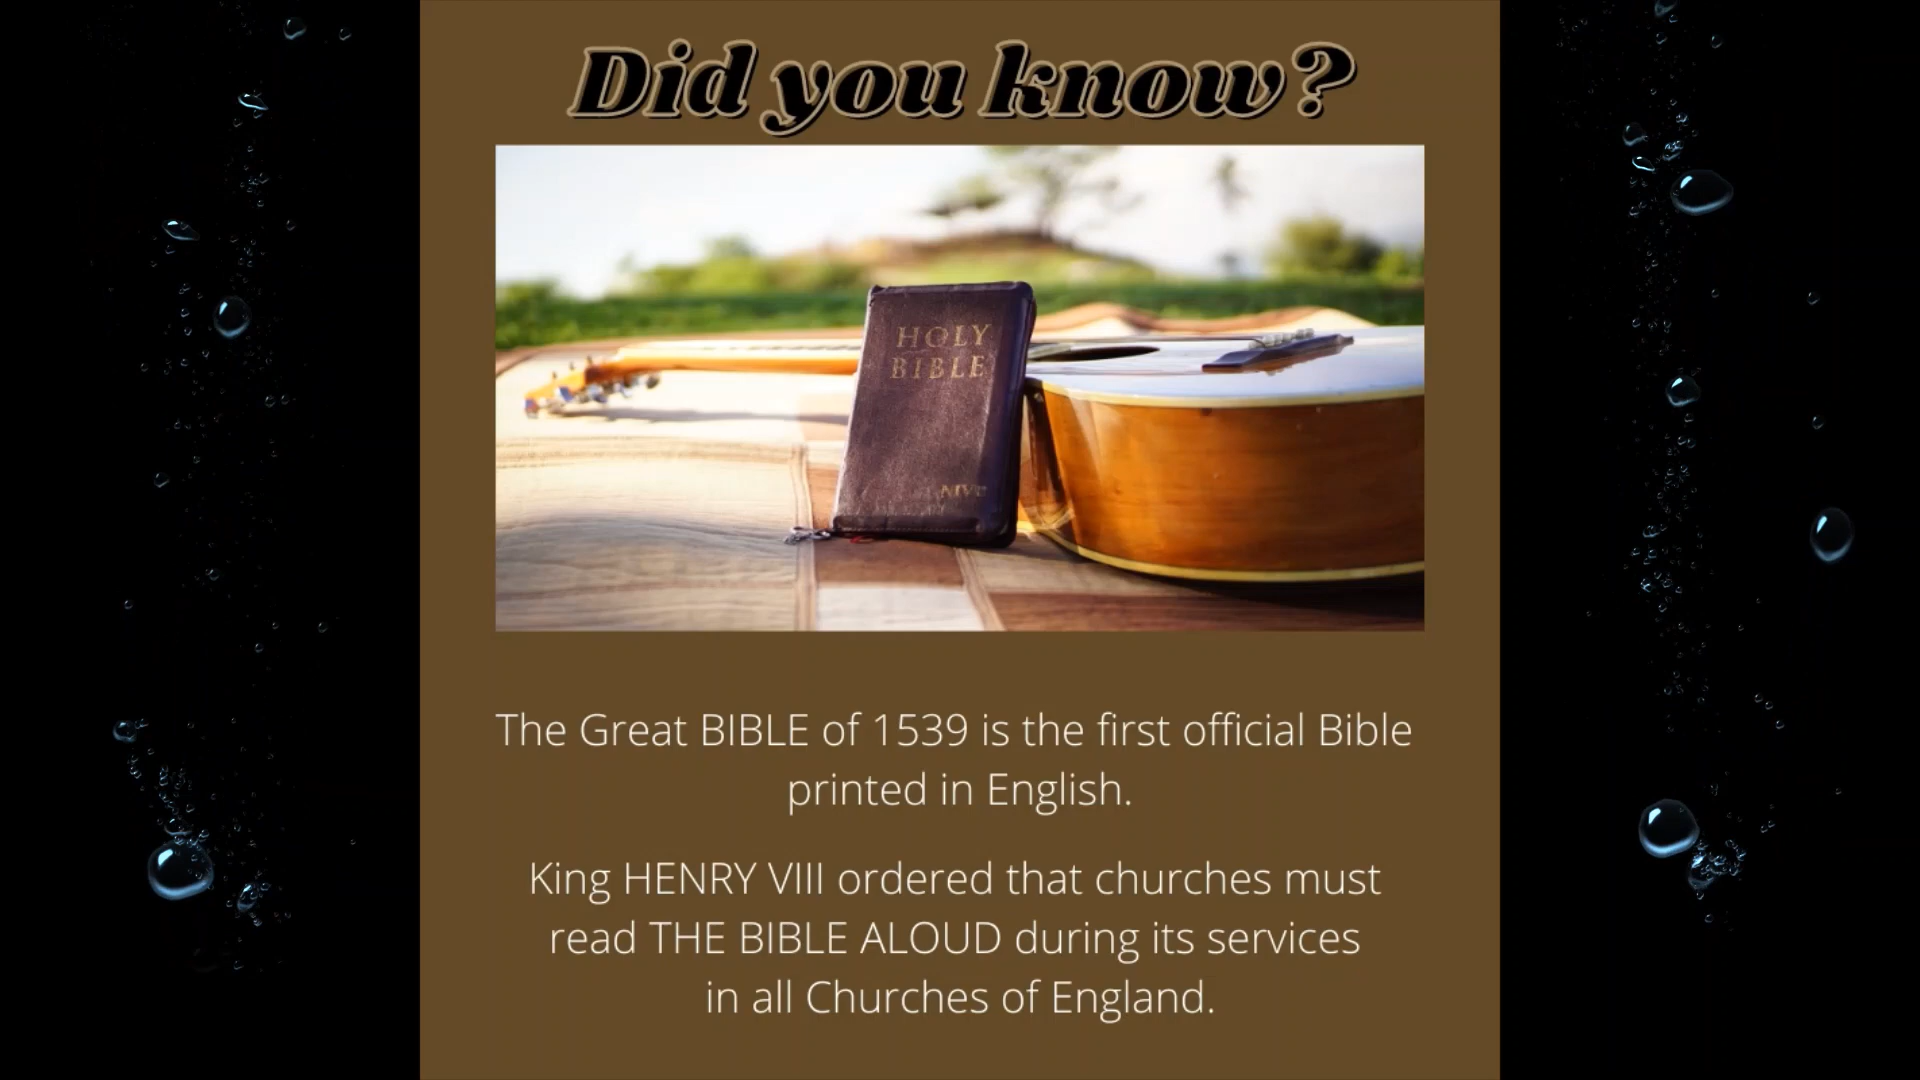 Did you know?
HOLY
BIBLE
NIV
The Great BIBLE of 1539 is the first official Bible
printed in English.
King HENRY VIII ordered that churches must
read THE BIBLE ALOUD during its services
in all Churches of England.